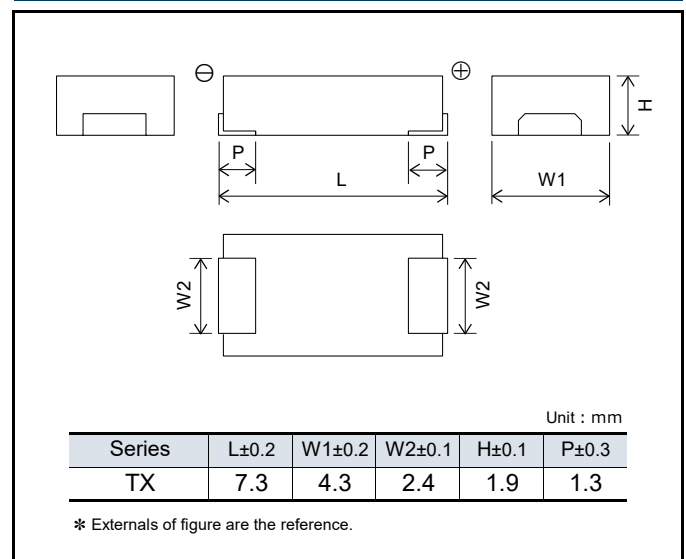 ⊖ ⊕
H
P P
L W1
W2 W2
Unit : mm
Series L±0.2 W1±0.2 W2±0.1 H±0.1 P±0.3
TX 7.3 4.3 2.4 1.9 1.3
✻ Externals of figure are the reference.